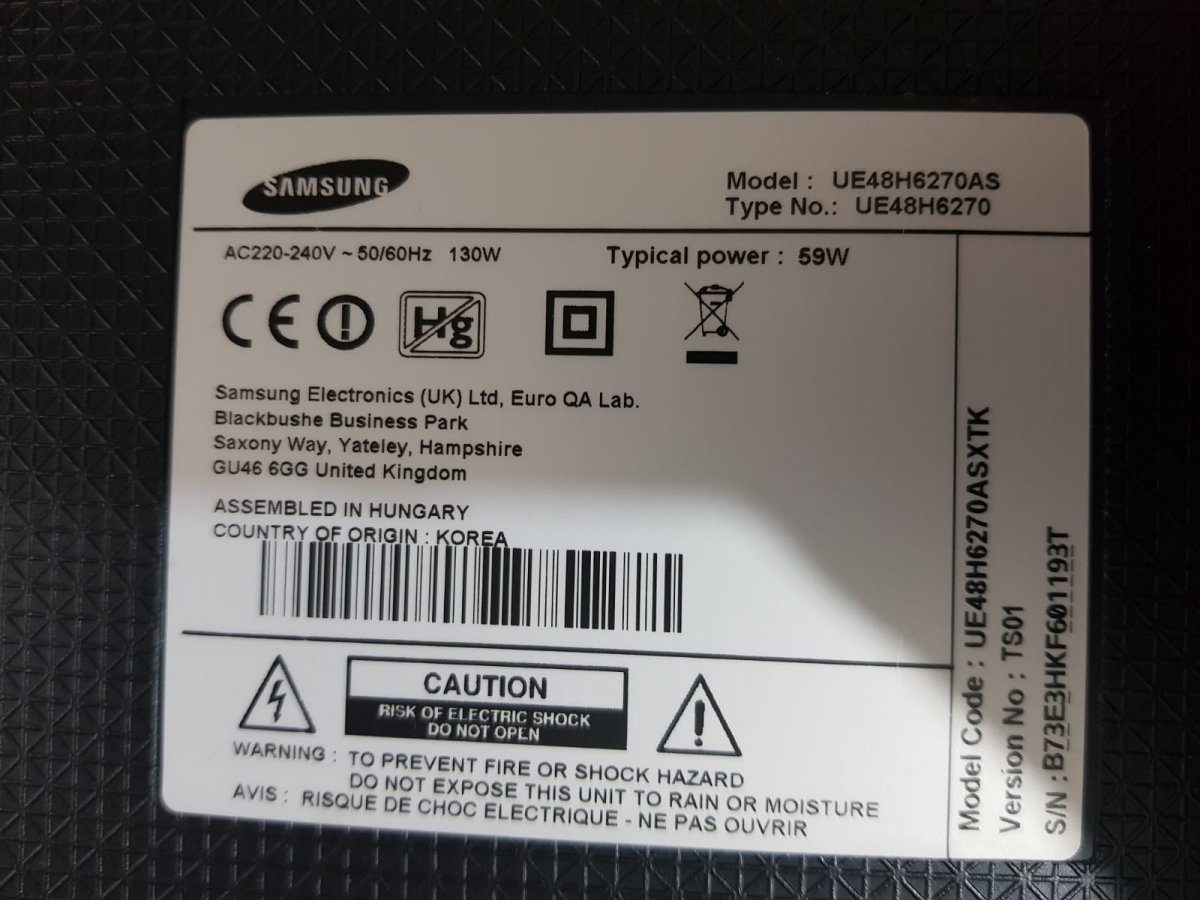 SAMSUNG
Model : UE48H6270AS
Type No.: UE48H6270
AC220-240V ~ 50/60Hz 130W
Typical power : 59W
CE
Hg
Samsung Electronics (UK) Ltd, Euro QA Lab.
Blackbushe Business Park
Saxony Way, Yateley, Hampshire
GU46 6GG United Kingdom
ASSEMBLED IN HUNGARY
COUNTRY OF ORIGIN : KOREA
CAUTION
RISK OF ELECTRIC SHOCK
DO NOT OPEN
WARNING : TO PREVENT FIRE OR SHOCK HAZARD
DO NOT EXPOSE THIS UNIT TO RAIN OR MOISTURE
AVIS : RISQUE DE CHOC ELECTRIQUE - NE PAS OUVRIR
Model Code : UE48H6270ASXTK
Version No : TS01
S/N : B73E3HKF601193T